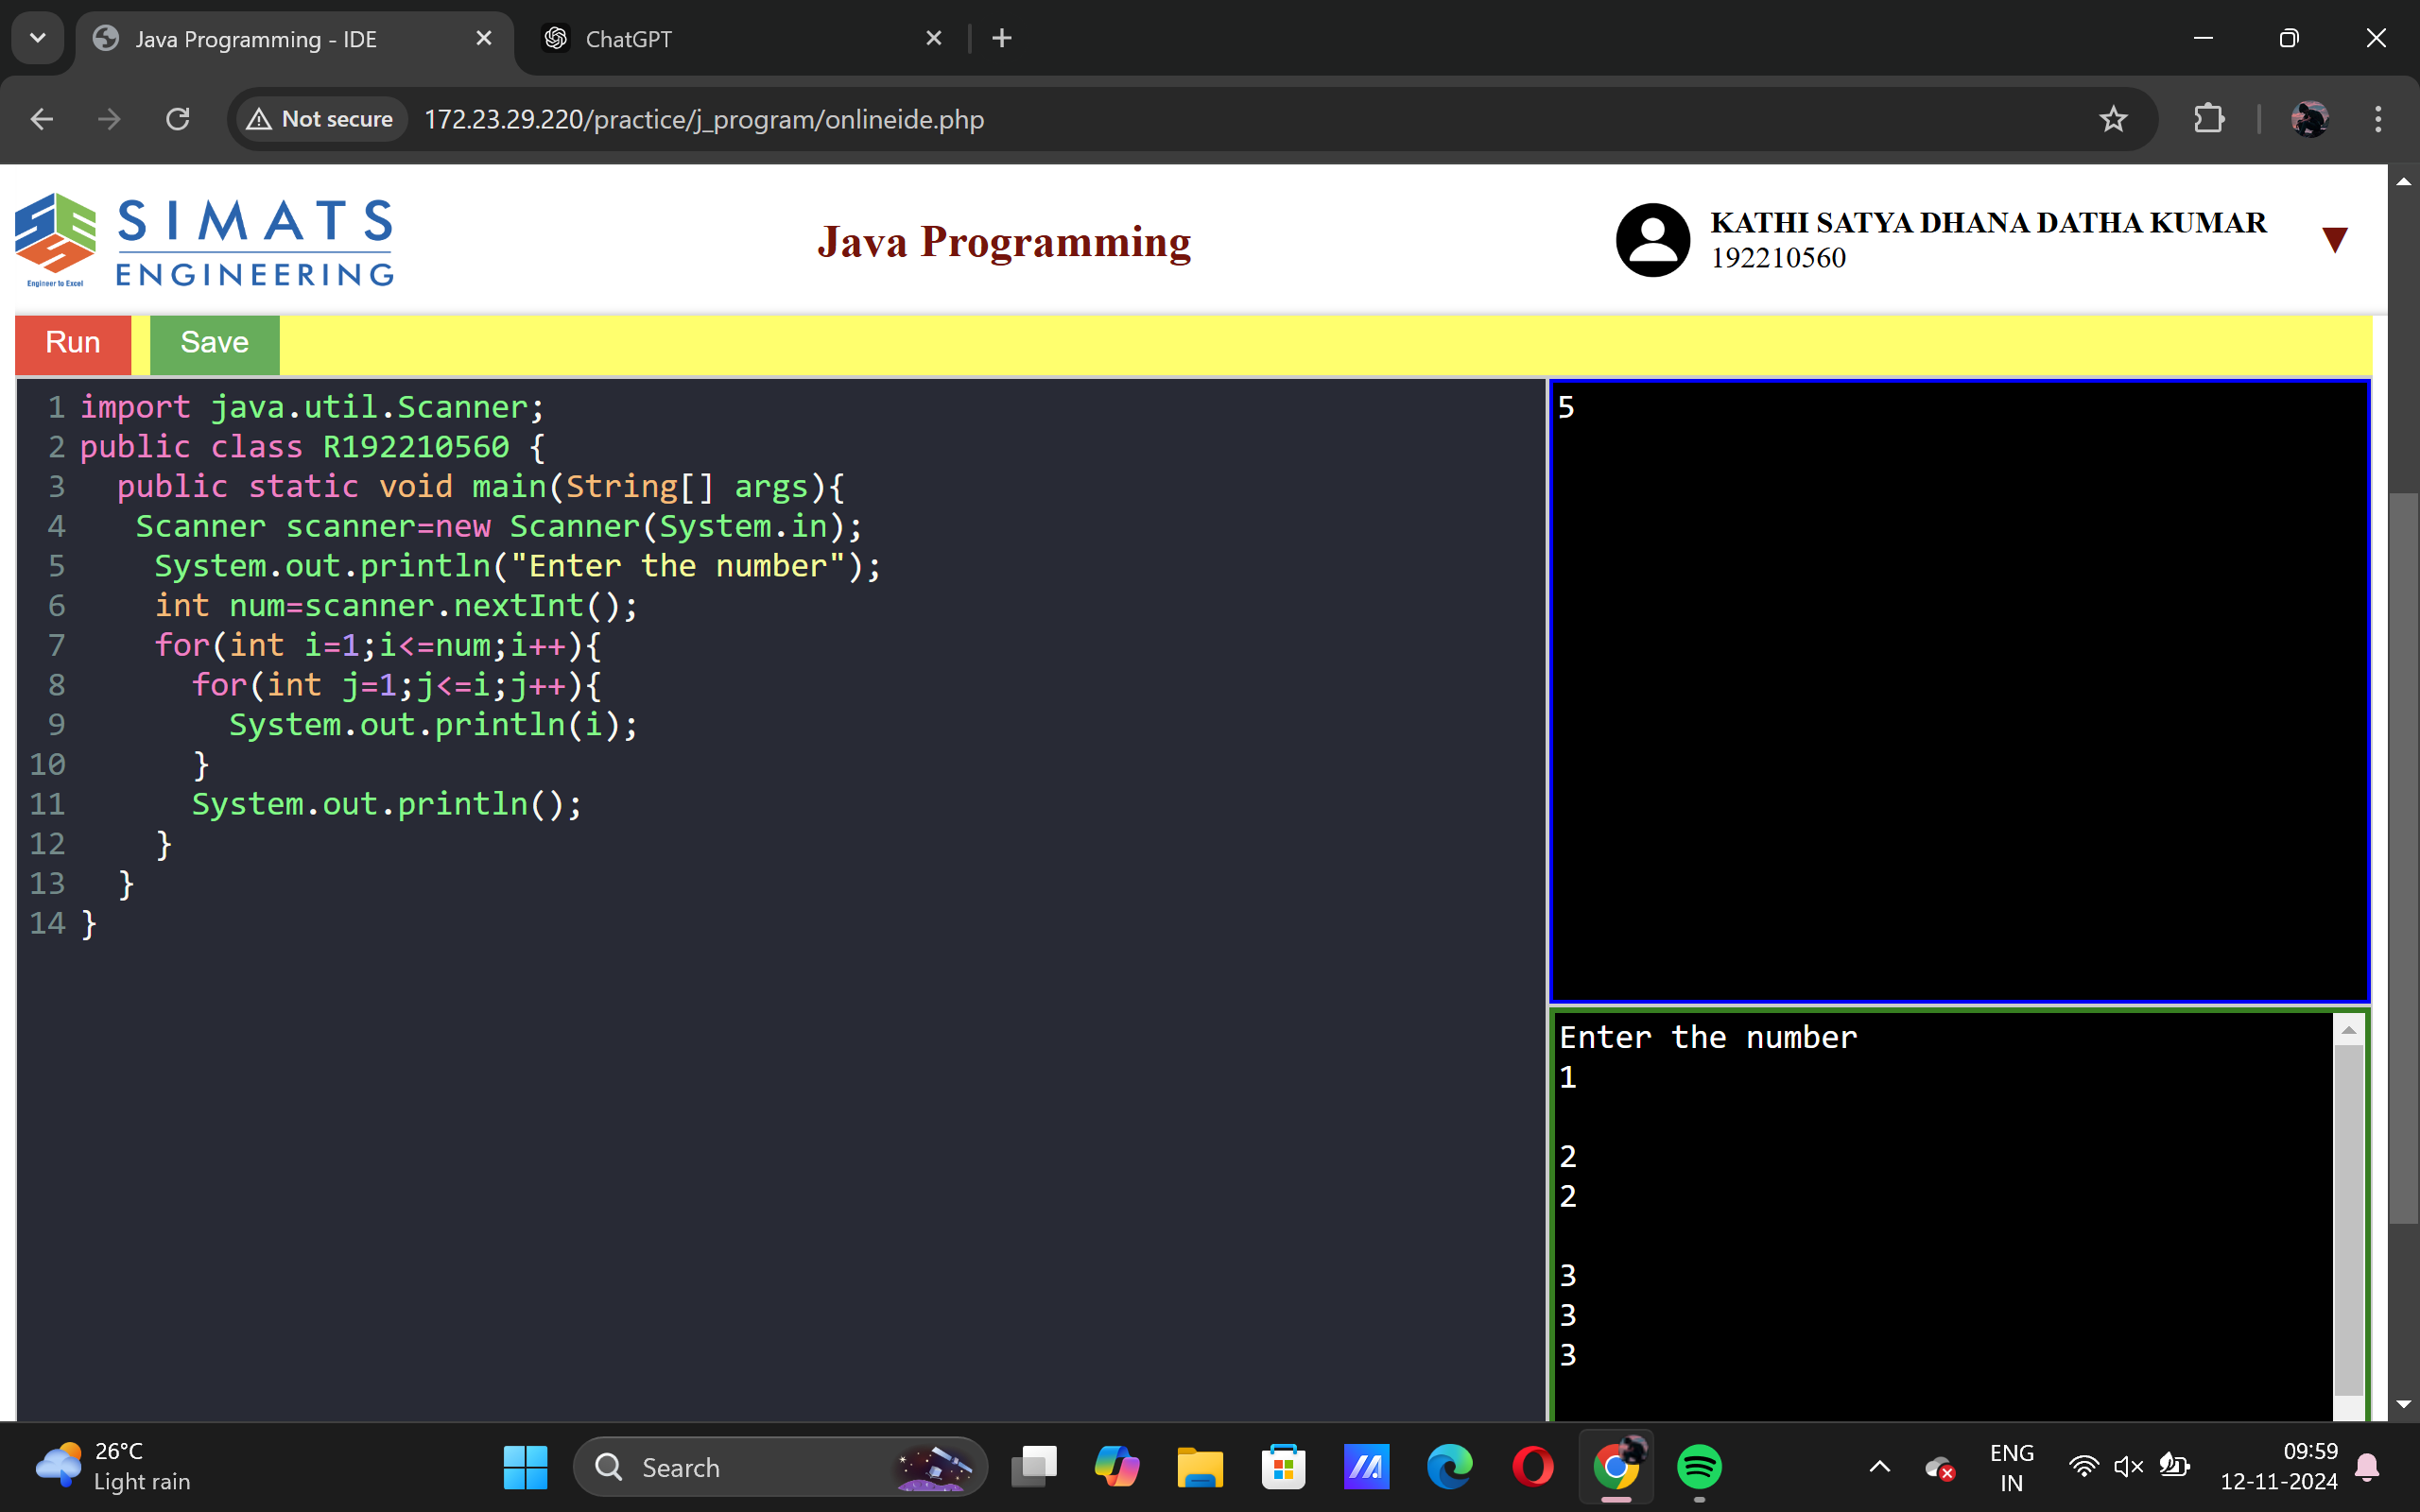 Java Programming - IDE
ChatGPT
Not secure
172.23.29.220/practice/j_program/onlineide.php
SIMATS
ENGINEERING
Engineer to Excel
Java Programming
KATHI SATYA DHANA DATHA KUMAR
192210560
Run
Save
1 import java.util.Scanner;
2 public class R192210560 {
3   public static void main(String[] args){
4    Scanner scanner=new Scanner(System.in);
5     System.out.println("Enter the number");
6     int num=scanner.nextInt();
7     for(int i=1;i<=num;i++){
8       for(int j=1;j<=i;j++){
9         System.out.println(i);
10       }
11       System.out.println();
12     }
13   }
14 }
5
Enter the number
1
2
2
3
3
3
26°C
Light rain
Search
ENG
IN
09:59
12-11-2024